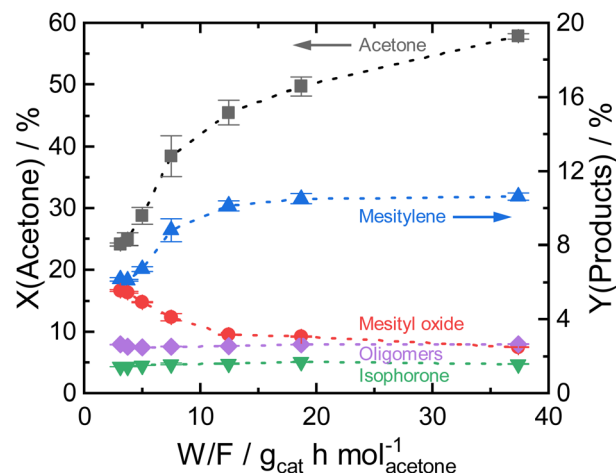 60
50
40
30
20
10
0
X(Acetone) / %
Acetone
Mesitylene
Mesityl oxide
Oligomers
Isophorone
20
16
12
8
4
0
Y(Products) / %
0 10 20 30 40
W/F / g_cat h mol⁻¹_acetone